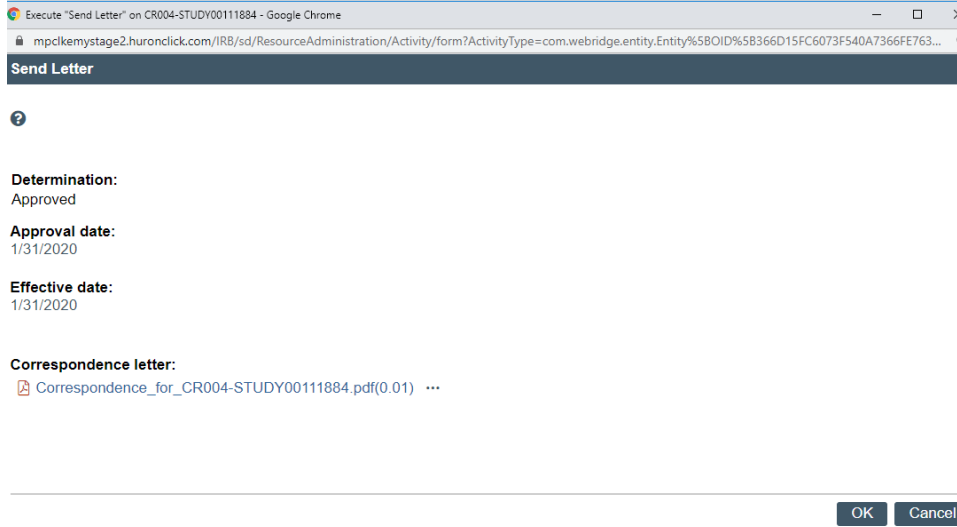 Execute "Send Letter" on CR004-STUDY00111884 - Google Chrome
mpclkemystage2.huronclick.com/IRB/sd/ResourceAdministration/Activity/form?ActivityType=com.webridge.entity.Entity%5BOID%5B366D15FC6073F540A7366FE763...
Send Letter
Determination:
Approved
Approval date:
1/31/2020
Effective date:
1/31/2020
Correspondence letter:
Correspondence_for_CR004-STUDY00111884.pdf(0.01) ...
OK Cancel